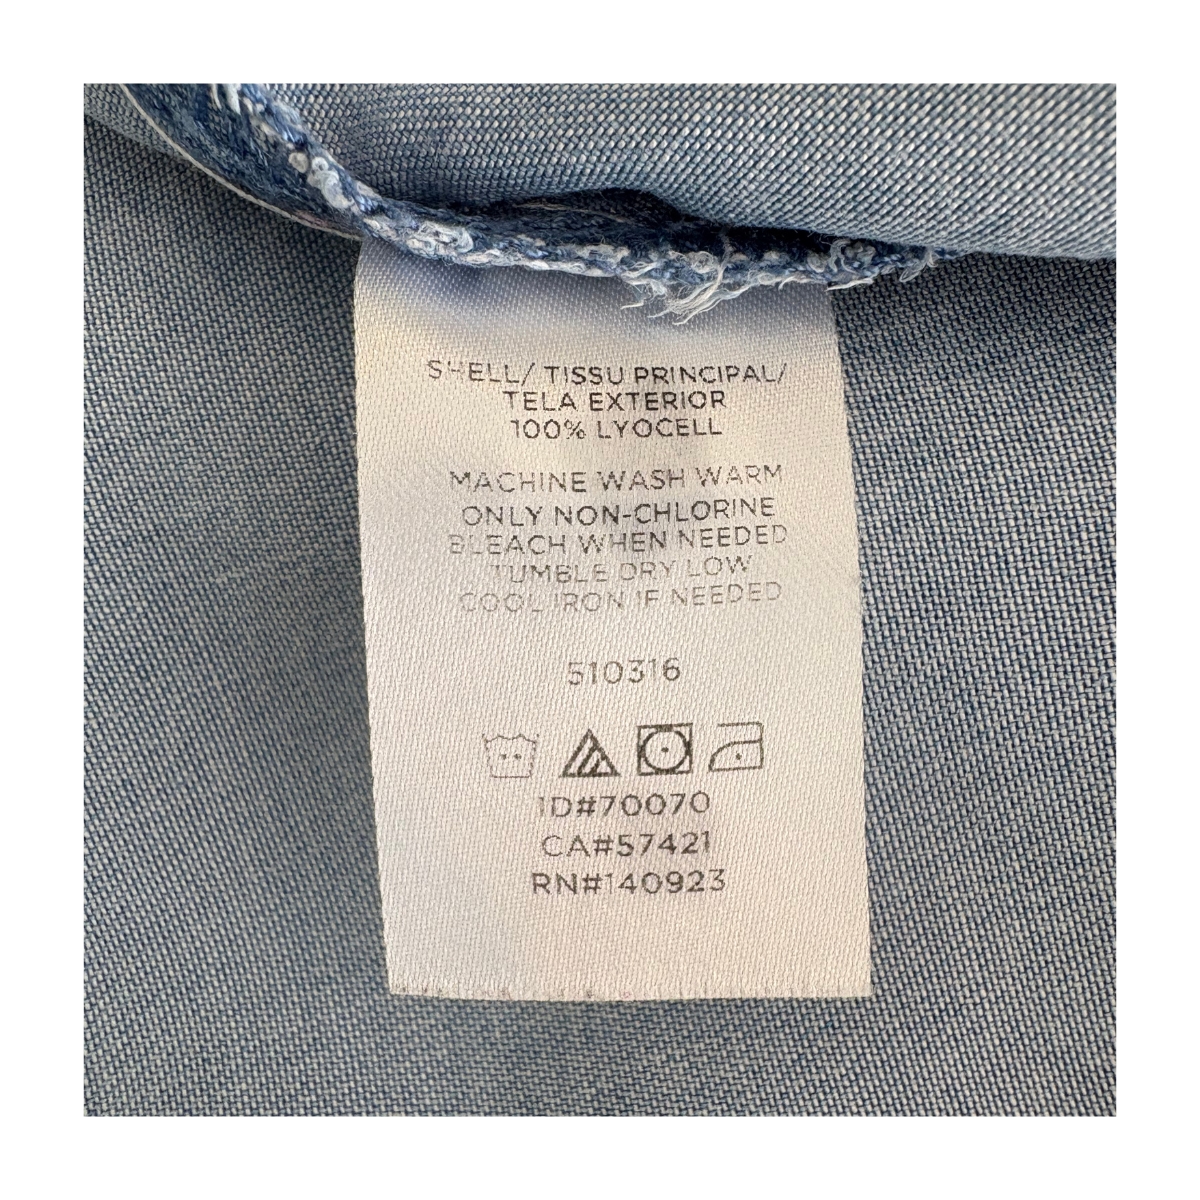 SHELL/ TISSU PRINCIPAL/
TELA EXTERIOR
100% LYOCELL
MACHINE WASH WARM
ONLY NON-CHLORINE
BLEACH WHEN NEEDED
TUMBLE DRY LOW
COOL IRON IF NEEDED
510316
ID#70070
CA#57421
RN#140923